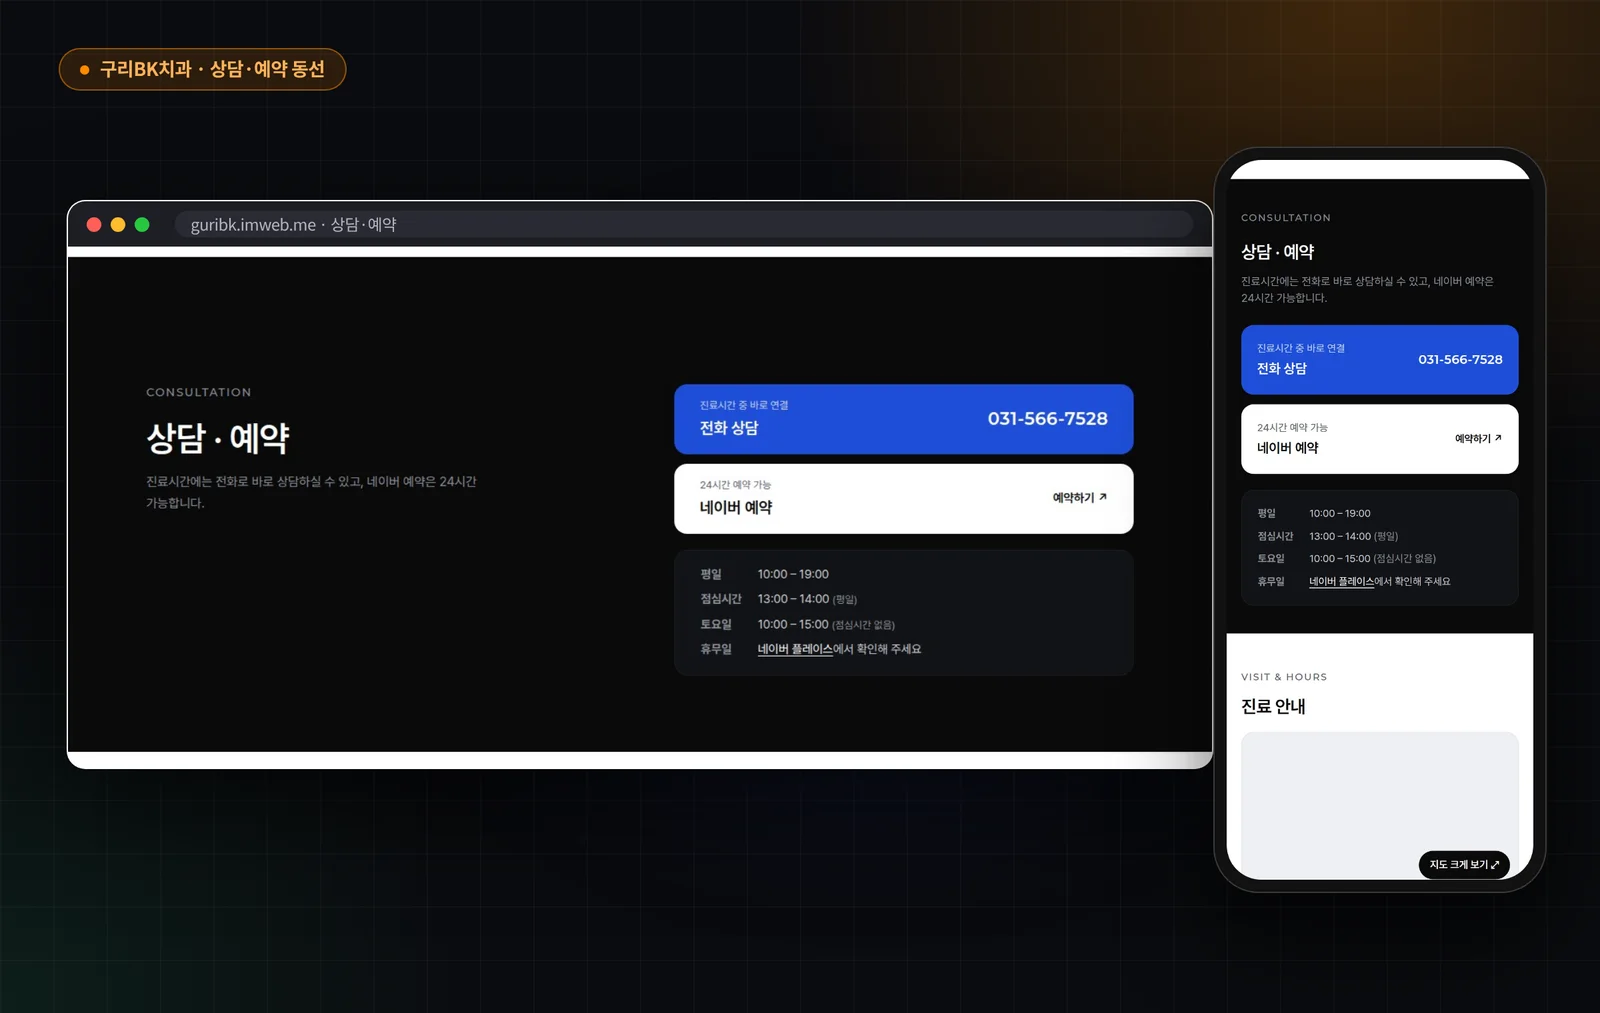 구리BK치과 · 상담·예약 동선
guribk.imweb.me · 상담·예약
CONSULTATION
상담 · 예약
진료시간에는 전화로 바로 상담하실 수 있고, 네이버 예약은 24시간
가능합니다.
진료시간 중 바로 연결
전화 상담
031-566-7528
24시간 예약 가능
네이버 예약
예약하기 ↗
평일 10:00 – 19:00
점심시간 13:00 – 14:00 (평일)
토요일 10:00 – 15:00 (점심시간 없음)
휴무일 네이버 플레이스에서 확인해 주세요
CONSULTATION
상담 · 예약
진료시간에는 전화로 바로 상담하실 수 있고, 네이버 예약은
24시간 가능합니다.
진료시간 중 바로 연결
전화 상담
031-566-7528
24시간 예약 가능
네이버 예약
예약하기 ↗
평일 10:00 – 19:00
점심시간 13:00 – 14:00 (평일)
토요일 10:00 – 15:00 (점심시간 없음)
휴무일 네이버 플레이스에서 확인해 주세요
VISIT & HOURS
진료 안내
지도 크게 보기 ⤢